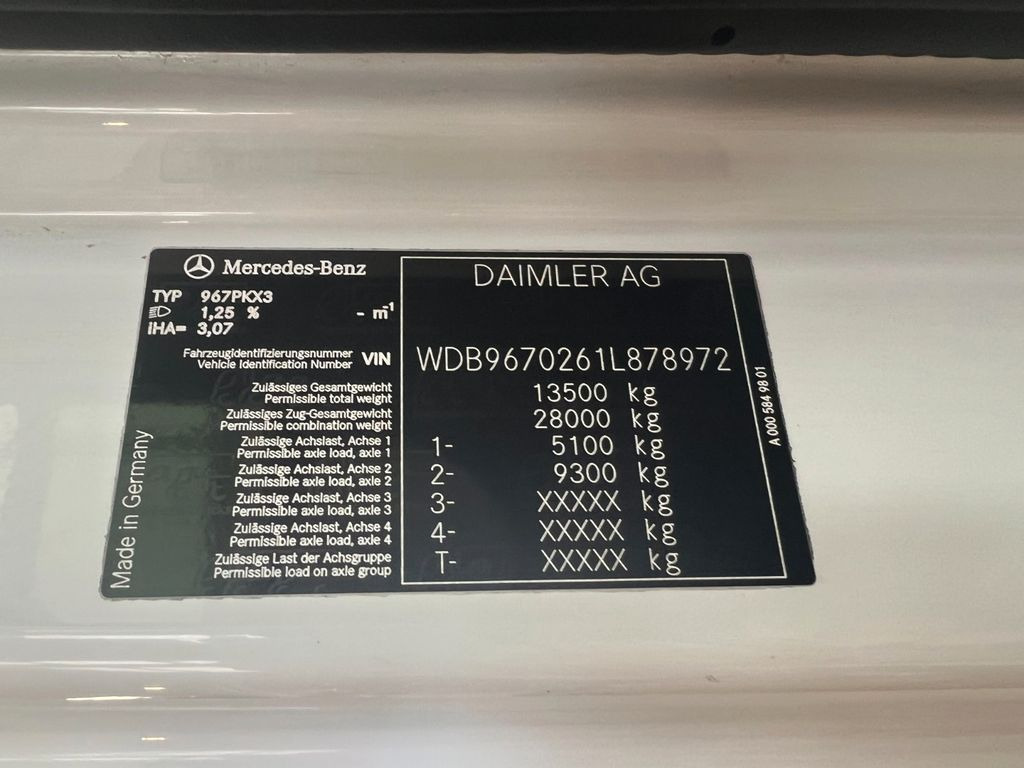 Mercedes-Benz
DAIMLER AG
TYP 967PKX3
1,25 % - m⁻¹
iHA= 3,07
Fahrzeugidentifizierungsnummer
Vehicle Identification Number
VIN WDB9670261L878972
Zulässiges Gesamtgewicht
Permissible total weight
13500 kg
Zulässiges Zug-Gesamtgewicht
Permissible combination weight
28000 kg
Zulässige Achslast, Achse 1
Permissible axle load, axle 1
1- 5100 kg
Zulässige Achslast, Achse 2
Permissible axle load, axle 2
2- 9300 kg
Zulässige Achslast, Achse 3
Permissible axle load, axle 3
3- XXXXX kg
Zulässige Achslast, Achse 4
Permissible axle load, axle 4
4- XXXXX kg
Zulässige Last der Achsgruppe
Permissible load on axle group
T- XXXXX kg
Made in Germany
A 000 584 98 01